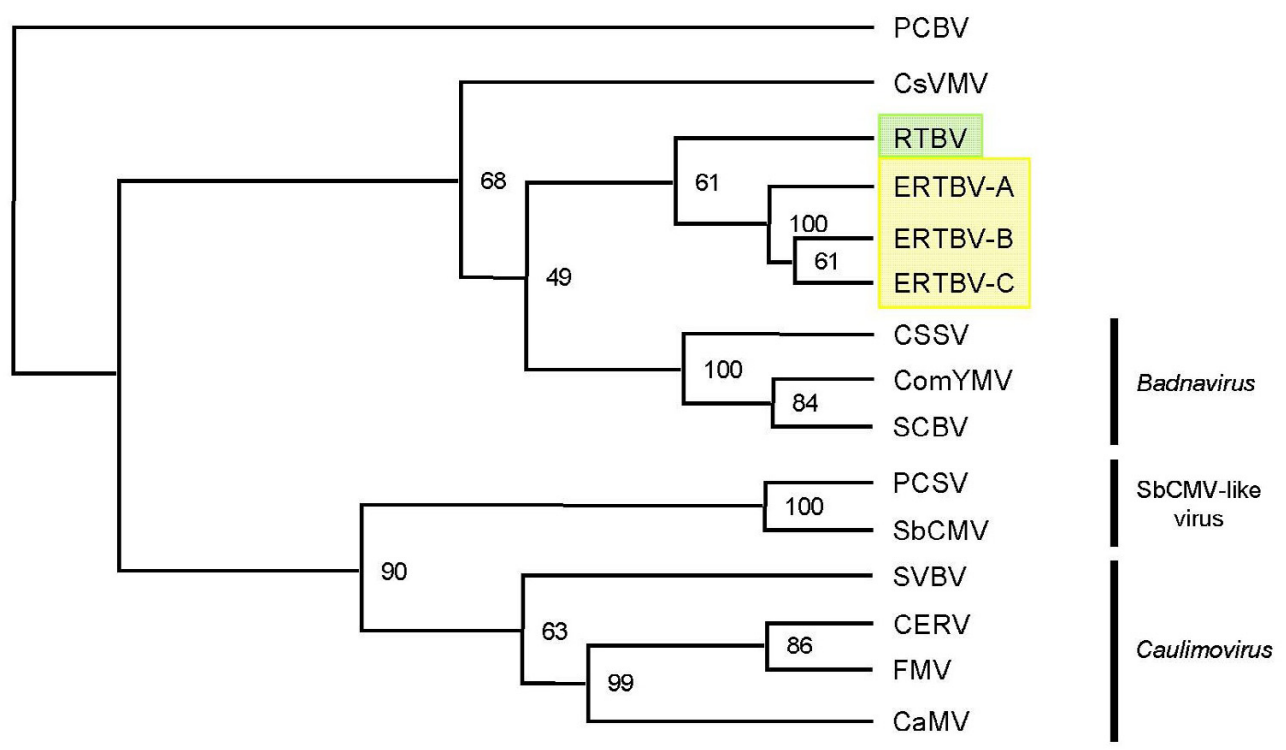 PCBV
CsVMV
RTBV
68
61
ERTBV-A
100
ERTBV-B
61
49
ERTBV-C
CSSV
100
ComYMV
84
SCBV
Badnavirus
PCSV
100
SbCMV
SbCMV-like
virus
90
SVBV
63
CERV
86
FMV
99
CaMV
Caulimovirus